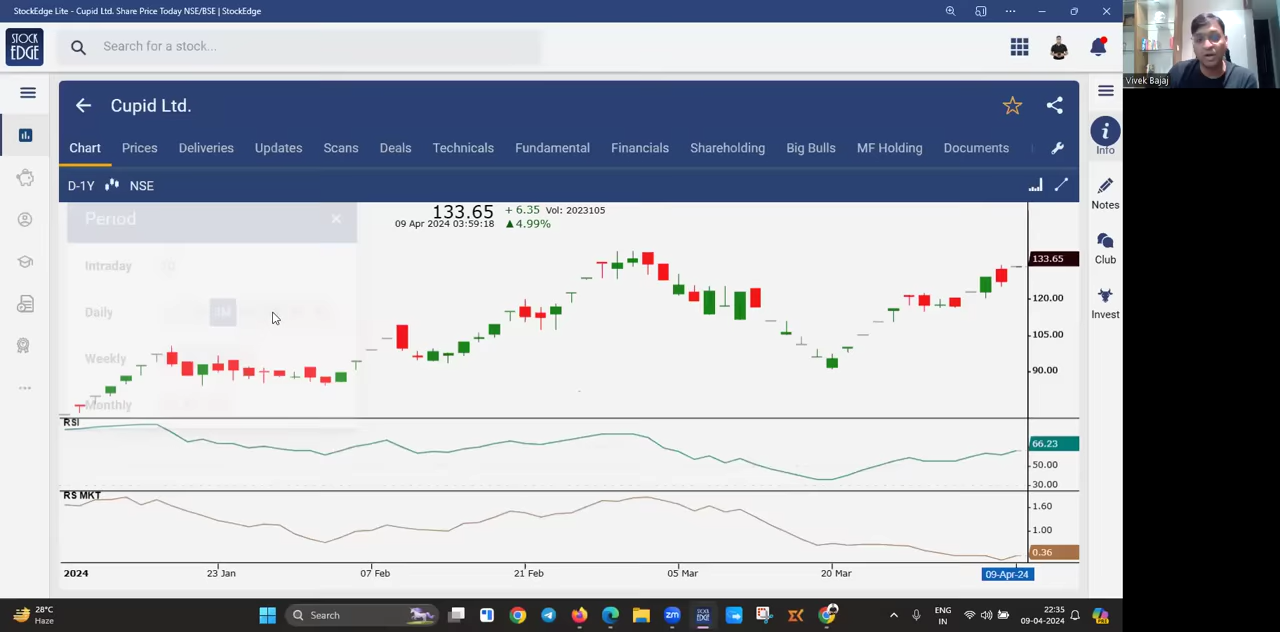 StockEdge Lite - Cupid Ltd. Share Price Today NSE/BSE | StockEdge
STOCK EDGE
Search for a stock...
Vivek Bajaj
Cupid Ltd.
Chart Prices Deliveries Updates Scans Deals Technicals Fundamental Financials Shareholding Big Bulls MF Holding Documents
Info
D-1Y NSE
Notes
133.65 + 6.35 Vol: 2023105
09 Apr 2024 03:59:18 ▲4.99%
Period ×
Club
133.65
Intraday
120.00
Invest
Daily 3M
105.00
Weekly
90.00
Monthly
RSI
66.23
50.00
30.00
RS MKT
1.60
1.00
0.36
2024 23 Jan 07 Feb 21 Feb 05 Mar 20 Mar 09-Apr-24
28°C
Haze
Search
zm
STOCK EDGE
ENG
IN
22:35
09-04-2024